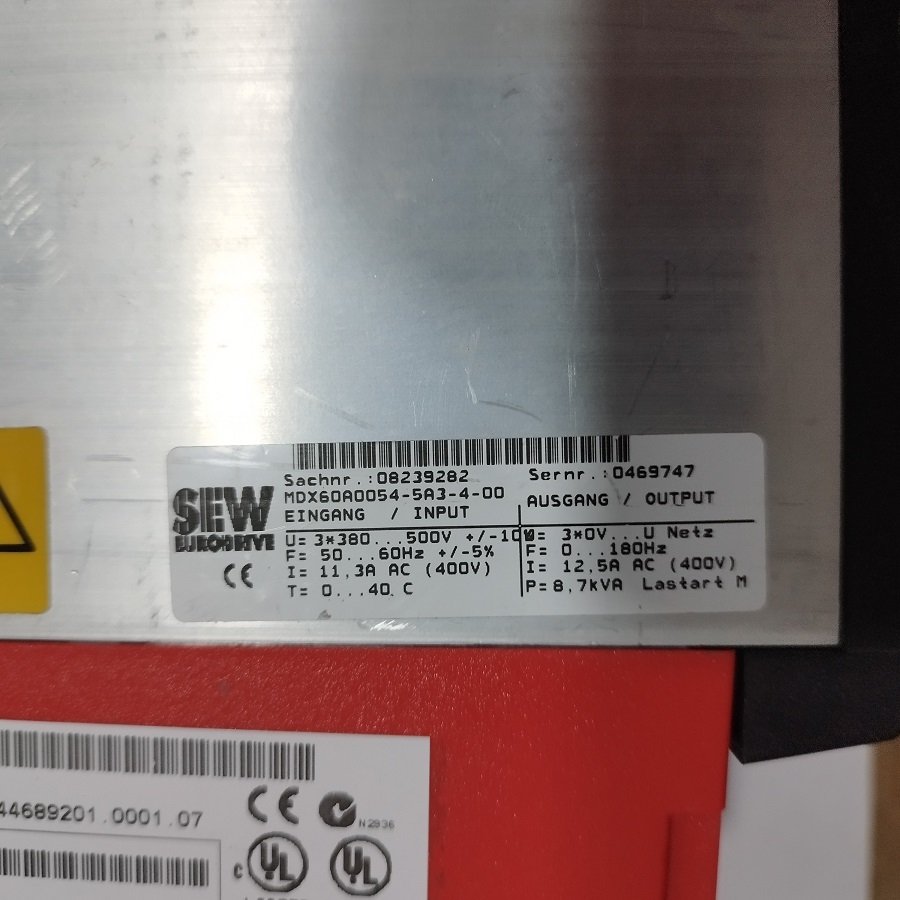 Sachnr.:08239282
Sernr.:0469747
MDX60A0054-5A3-4-00
AUSGANG / OUTPUT
SEW
EURODRIVE
EINGANG / INPUT
U= 3*380...500V +/-10
U= 3*0V...U Netz
F= 50...60Hz +/-5%
F= 0...180Hz
CE
I= 11,3A AC (400V)
I= 12,5A AC (400V)
T= 0...40 C
P= 8,7kVA Lastart M
CE
N2936
44689201.0001.07
c UL
UL